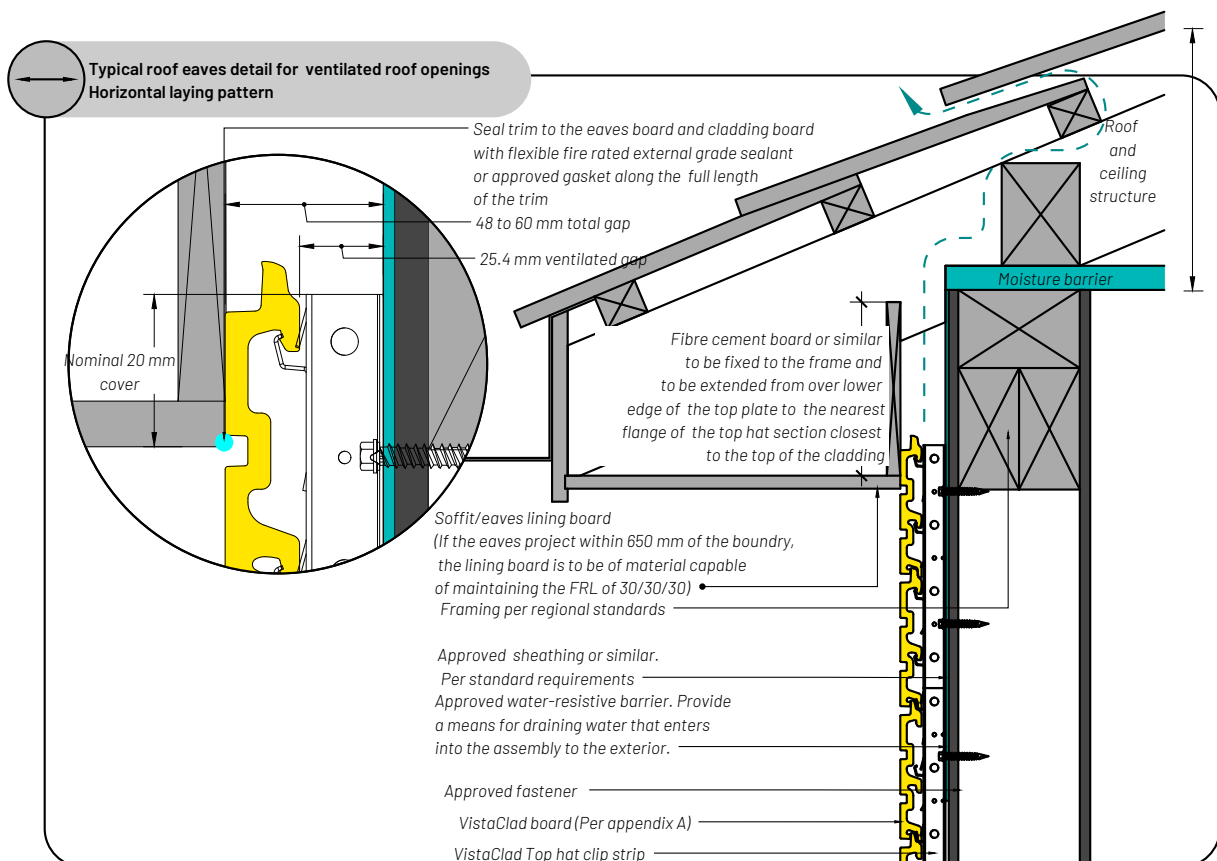 Typical roof eaves detail for ventilated roof openings
Horizontal laying pattern
Seal trim to the eaves board and cladding board
with flexible fire rated external grade sealant
or approved gasket along the full length
of the trim
48 to 60 mm total gap
25.4 mm ventilated gap
Nominal 20 mm
cover
Roof
and
ceiling
structure
Moisture barrier
Fibre cement board or similar
to be fixed to the frame and
to be extended from over lower
edge of the top plate to the nearest
flange of the top hat section closest
to the top of the cladding
Soffit/eaves lining board
(If the eaves project within 650 mm of the boundry,
the lining board is to be of material capable
of maintaining the FRL of 30/30/30)
Framing per regional standards
Approved sheathing or similar.
Per standard requirements
Approved water-resistive barrier. Provide
a means for draining water that enters
into the assembly to the exterior.
Approved fastener
VistaClad board (Per appendix A)
VistaClad Top hat clip strip